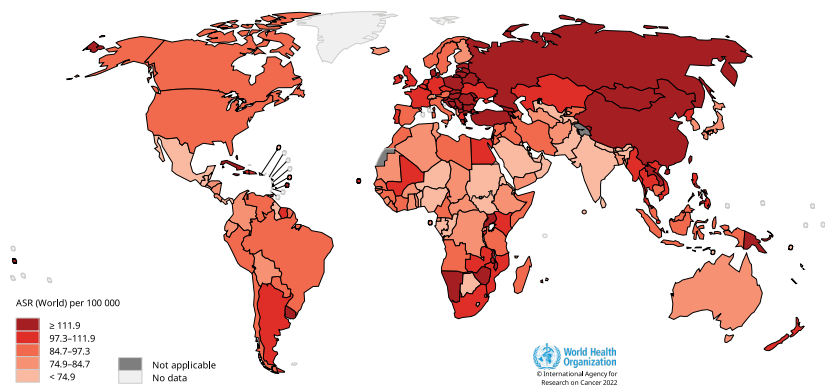 ASR (World) per 100 000
≥ 111.9
97.3–111.9
84.7–97.3
74.9–84.7
< 74.9
Not applicable
No data
World Health
Organization
© International Agency for
Research on Cancer 2022